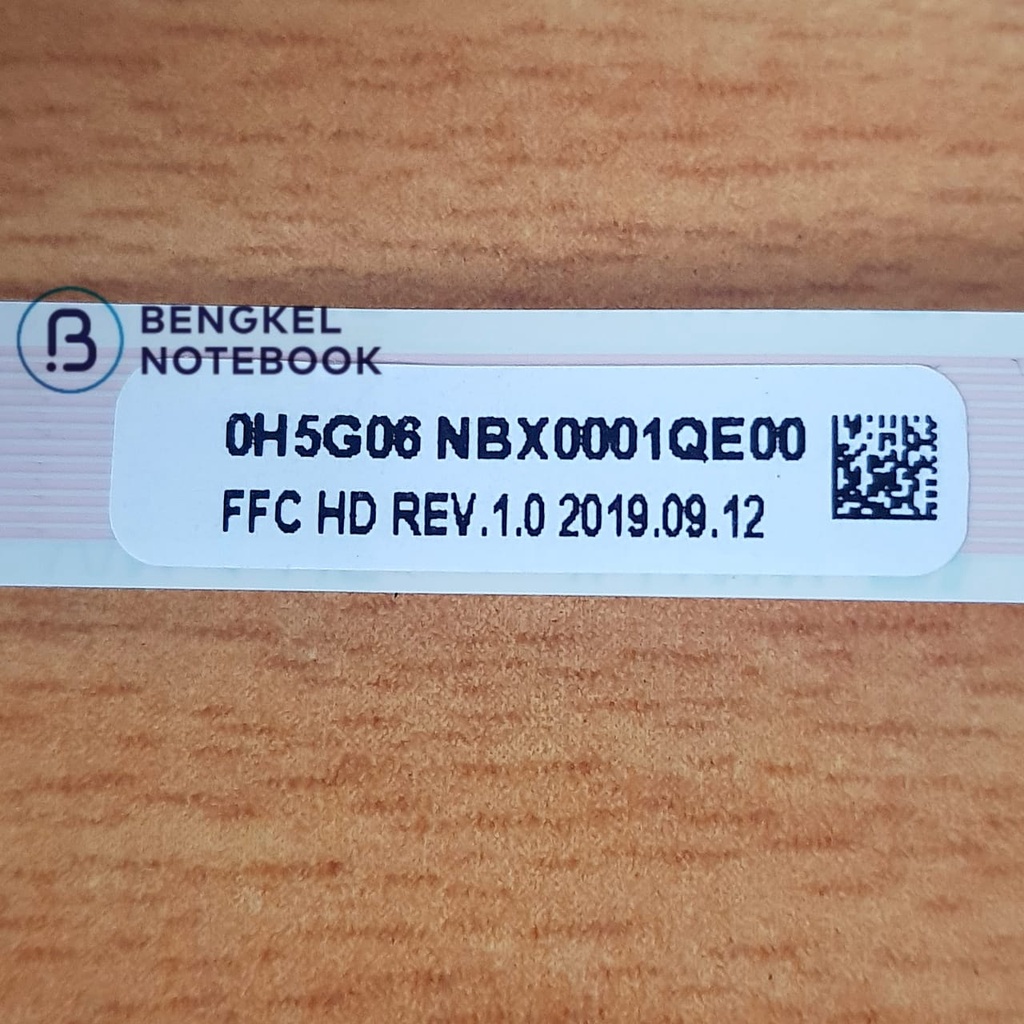 BENGKEL
NOTEBOOK
0H5G06 NBX0001QE00
FFC HD REV.1.0 2019.09.12